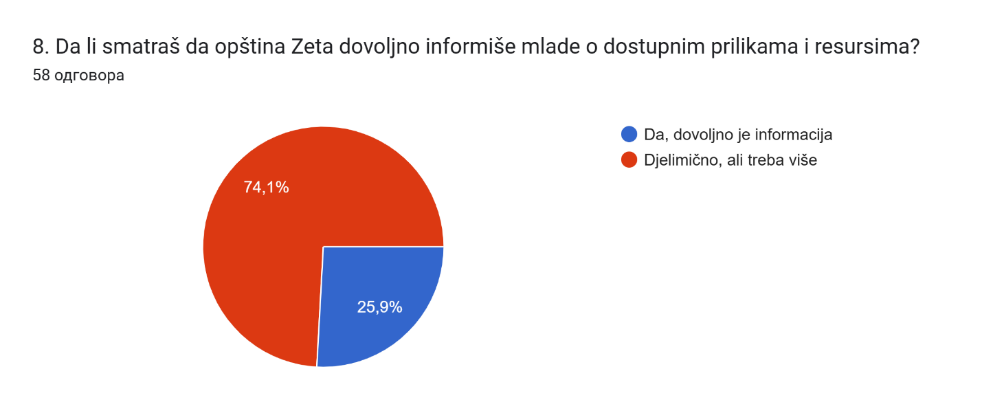 8. Da li smatraš da opština Zeta dovoljno informiše mlade o dostupnim prilikama i resursima?
58 одговора
Da, dovoljno je informacija
Djelimično, ali treba više
74,1%
25,9%